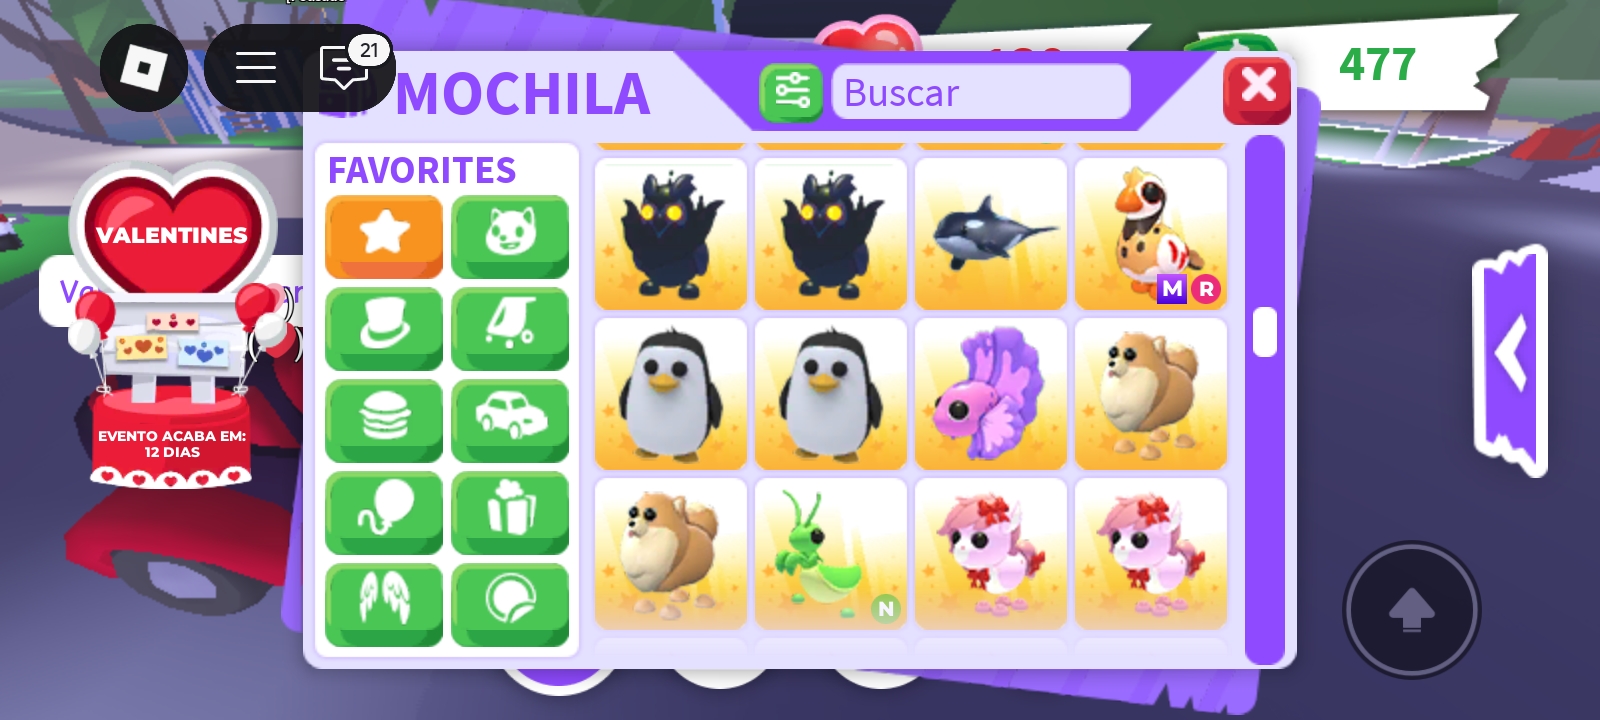 21
MOCHILA
Buscar
477
FAVORITES
VALENTINES
EVENTO ACABA EM:
12 DIAS
M R
N